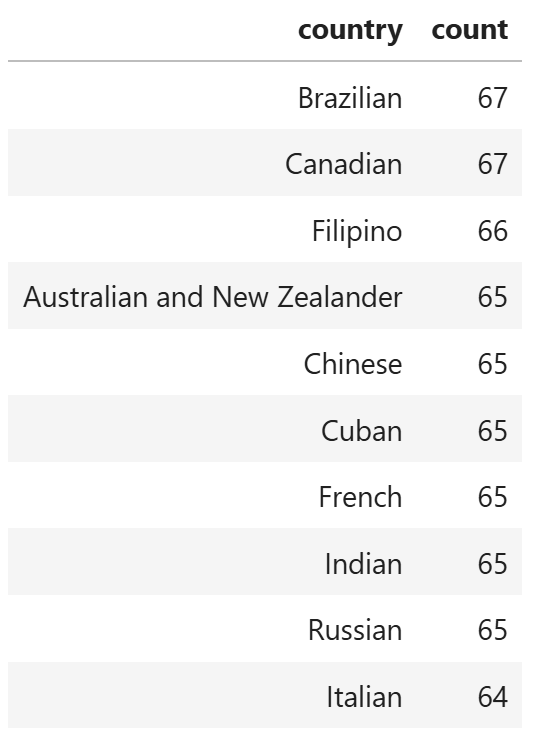 country count
Brazilian 67
Canadian 67
Filipino 66
Australian and New Zealander 65
Chinese 65
Cuban 65
French 65
Indian 65
Russian 65
Italian 64